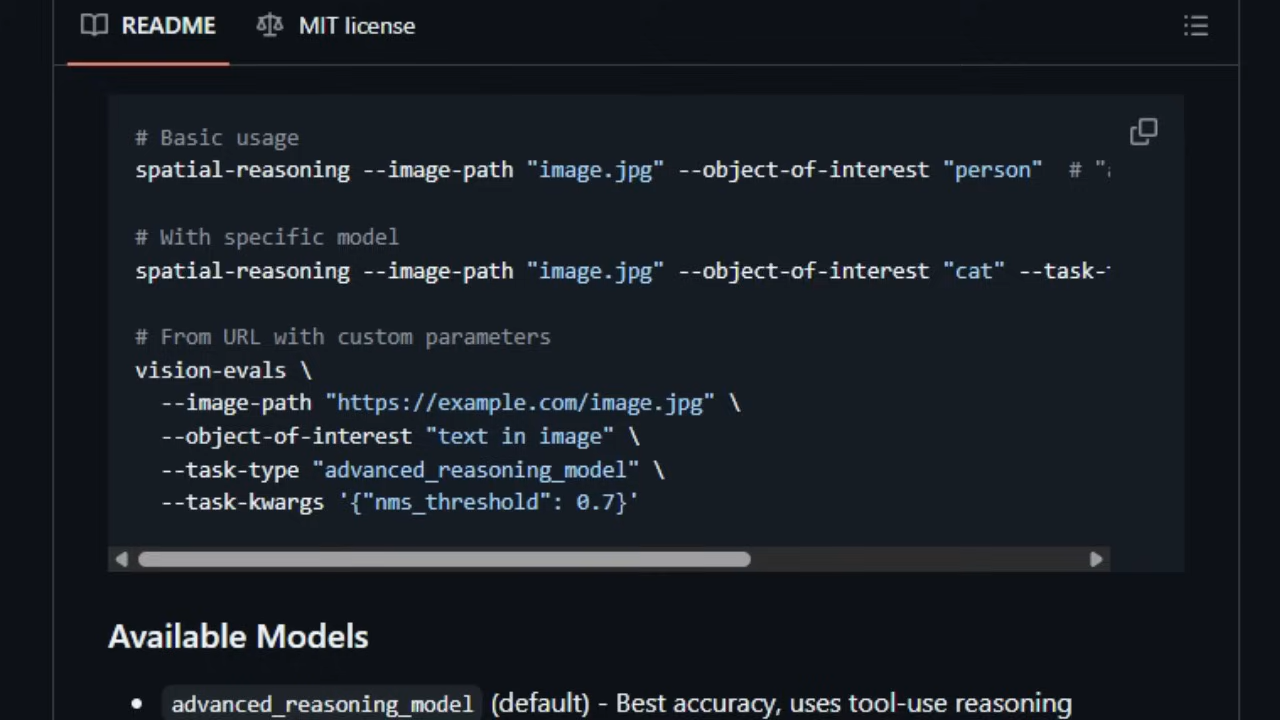 README MIT license
# Basic usage
spatial-reasoning --image-path "image.jpg" --object-of-interest "person" # "
# With specific model
spatial-reasoning --image-path "image.jpg" --object-of-interest "cat" --task-
# From URL with custom parameters
vision-evals \
--image-path "https://example.com/image.jpg" \
--object-of-interest "text in image" \
--task-type "advanced_reasoning_model" \
--task-kwargs '{"nms_threshold": 0.7}'
Available Models
advanced_reasoning_model (default) - Best accuracy, uses tool-use reasoning